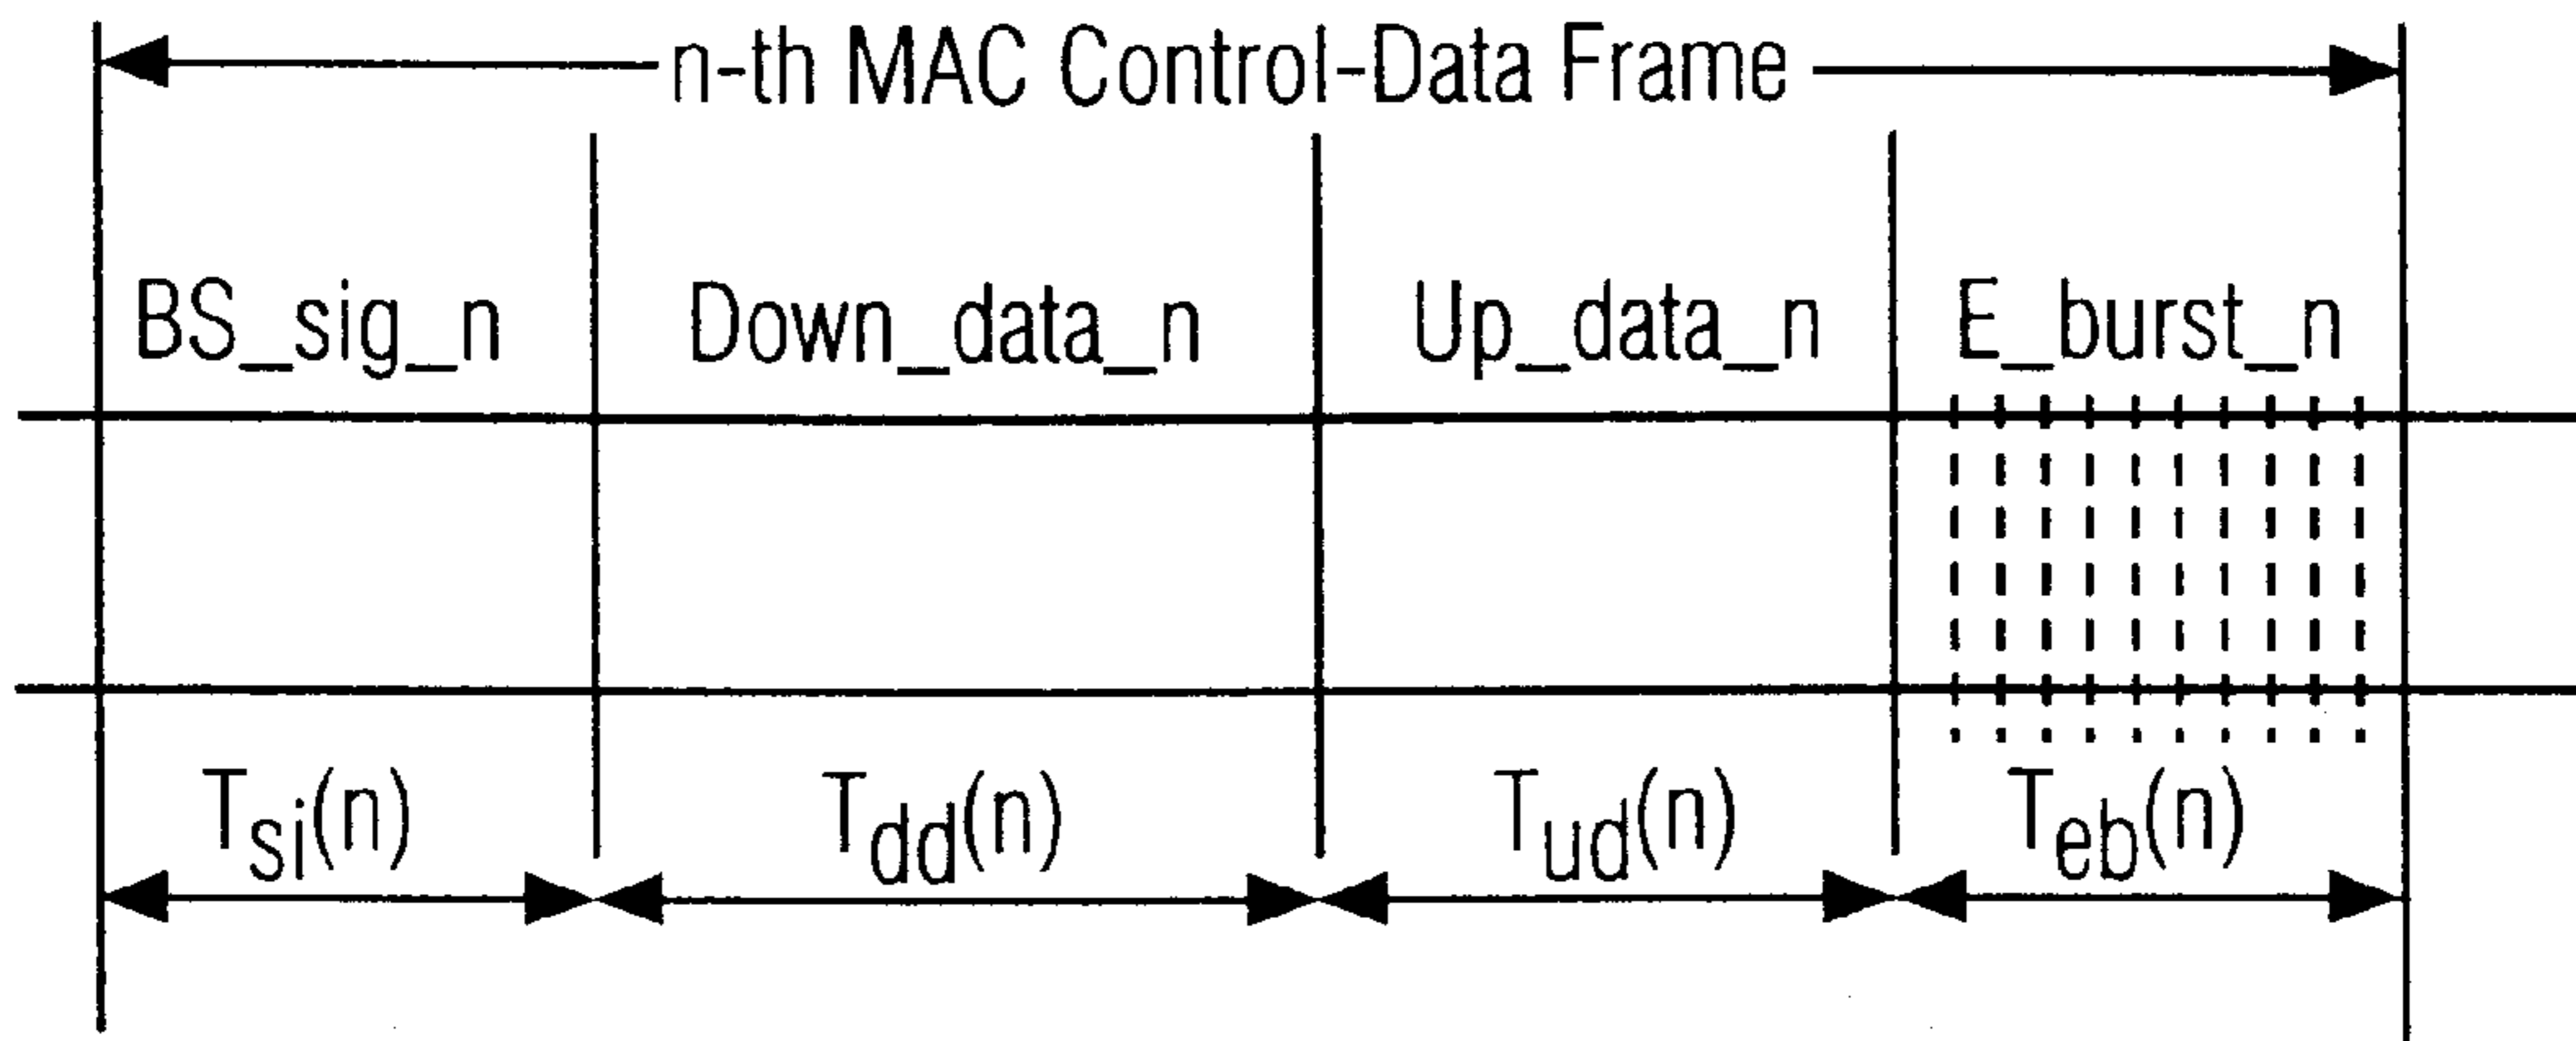 n-th MAC Control-Data Frame
BS_sig_n Down_data_n Up_data_n E_burst_n
Tsi(n) Tdd(n) Tud(n) Teb(n)